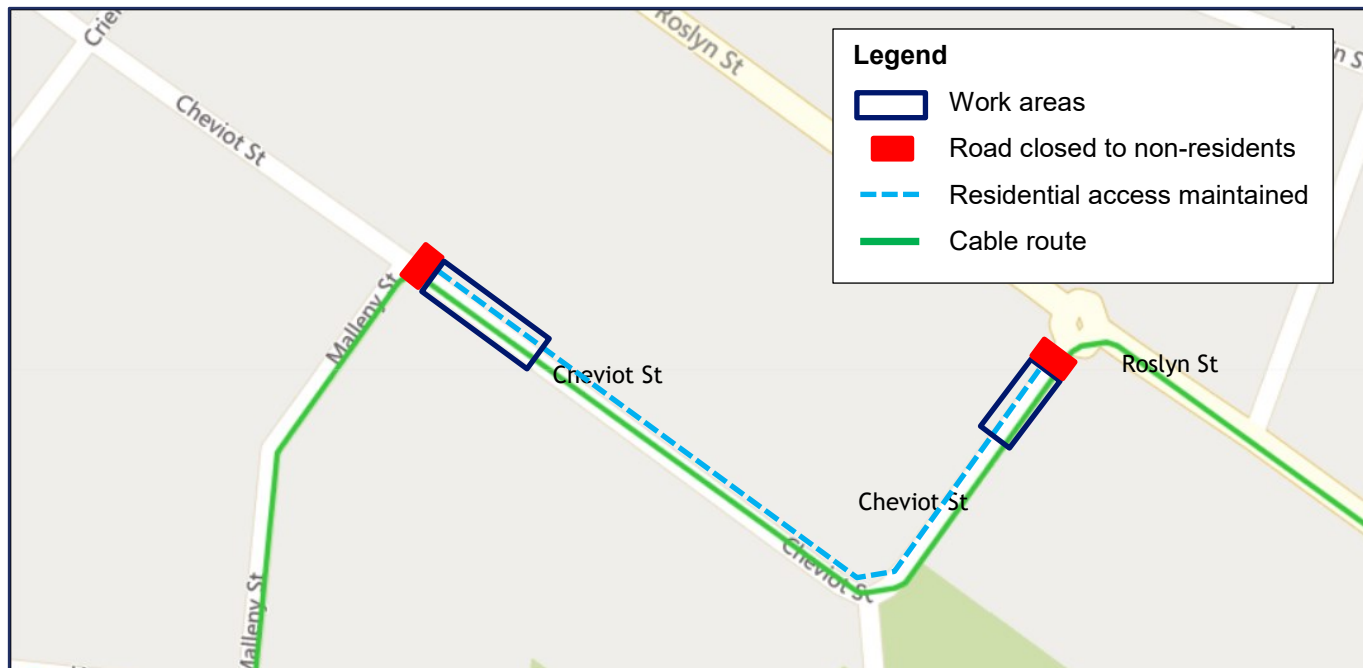 Roslyn St
Cheviot St
Legend
Work areas
Road closed to non-residents
Residential access maintained
Cable route
Malleny St
Cheviot St
Roslyn St
Cheviot St
Cheviot St
Malleny St